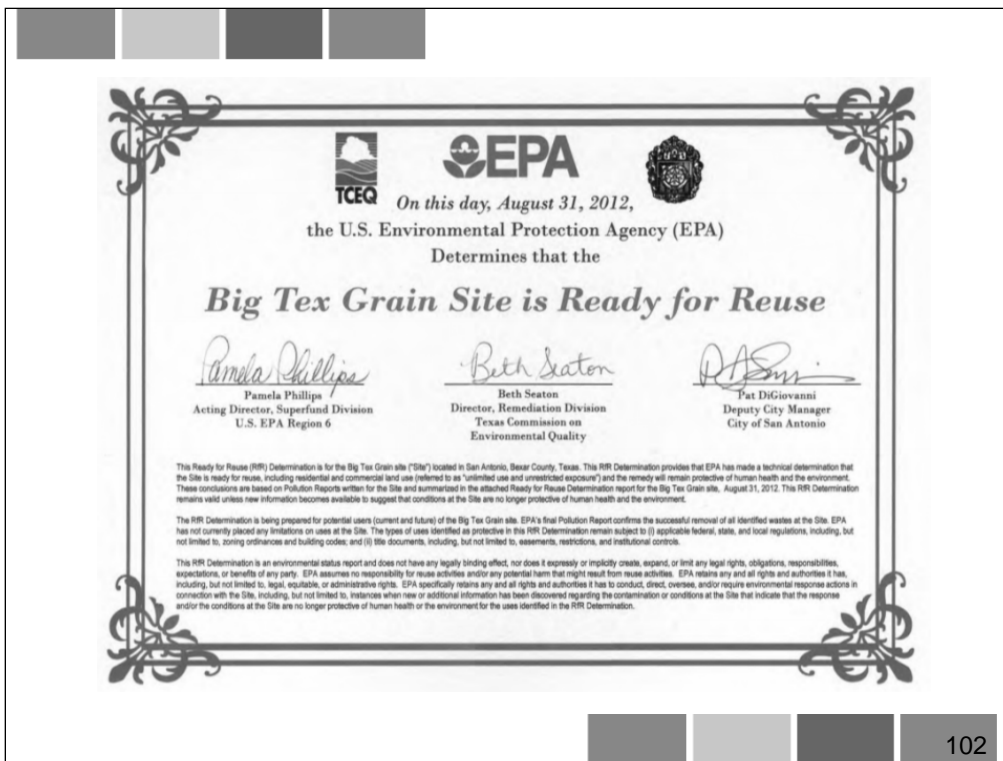 TCEQ
EPA
On this day, August 31, 2012,
the U.S. Environmental Protection Agency (EPA)
Determines that the
Big Tex Grain Site is Ready for Reuse
Pamela Phillips
Beth Seaton
Pamela Phillips
Acting Director, Superfund Division
U.S. EPA Region 6
Beth Seaton
Director, Remediation Division
Texas Commission on
Environmental Quality
Pat DiGiovanni
Deputy City Manager
City of San Antonio
This Ready for Reuse (RfR) Determination is for the Big Tex Grain site ("Site") located in San Antonio, Bexar County, Texas. This RfR Determination provides that EPA has made a technical determination that
the Site is ready for reuse, including residential and commercial land use (referred to as "unlimited use and unrestricted exposure") and the remedy will remain protective of human health and the environment.
These conclusions are based on Pollution Reports written for the Site and summarized in the attached Ready for Reuse Determination report for the Big Tex Grain site, August 31, 2012. This RfR Determination
remains valid unless new information becomes available to suggest that conditions at the Site are no longer protective of human health and the environment.
The RfR Determination is being prepared for potential users (current and future) of the Big Tex Grain site. EPA's final Pollution Report confirms the successful removal of all identified wastes at the Site. EPA
has not currently placed any limitations on uses at the Site. The types of uses identified as protective in this RfR Determination remain subject to (i) applicable federal, state, and local regulations, including, but
not limited to, zoning ordinances and building codes; and (ii) title documents, including, but not limited to, easements, restrictions, and institutional controls.
This RfR Determination is an environmental status report and does not have any legally binding effect, nor does it expressly or implicitly create, expand, or limit any legal rights, obligations, responsibilities,
expectations, or benefits of any party. EPA assumes no responsibility for reuse activities and/or any potential harm that might result from reuse activities. EPA retains any and all rights and authorities it has,
including, but not limited to, legal, equitable, or administrative rights. EPA specifically retains any and all rights and authorities it has to conduct, direct, oversee, and/or require environmental response actions in
connection with the Site, including, but not limited to, instances when new or additional information has been discovered regarding the contamination or conditions at the Site that indicate that the response
and/or the conditions at the Site are no longer protective of human health or the environment for the uses identified in the RfR Determination.
102